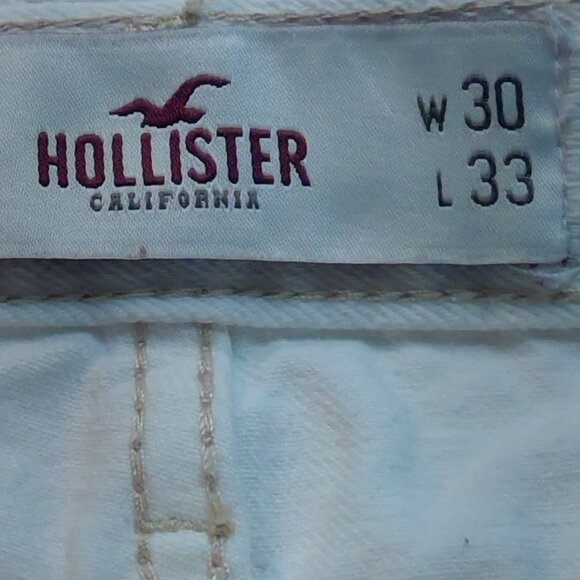 HOLLISTER
CALIFORNIA
W 30
L 33